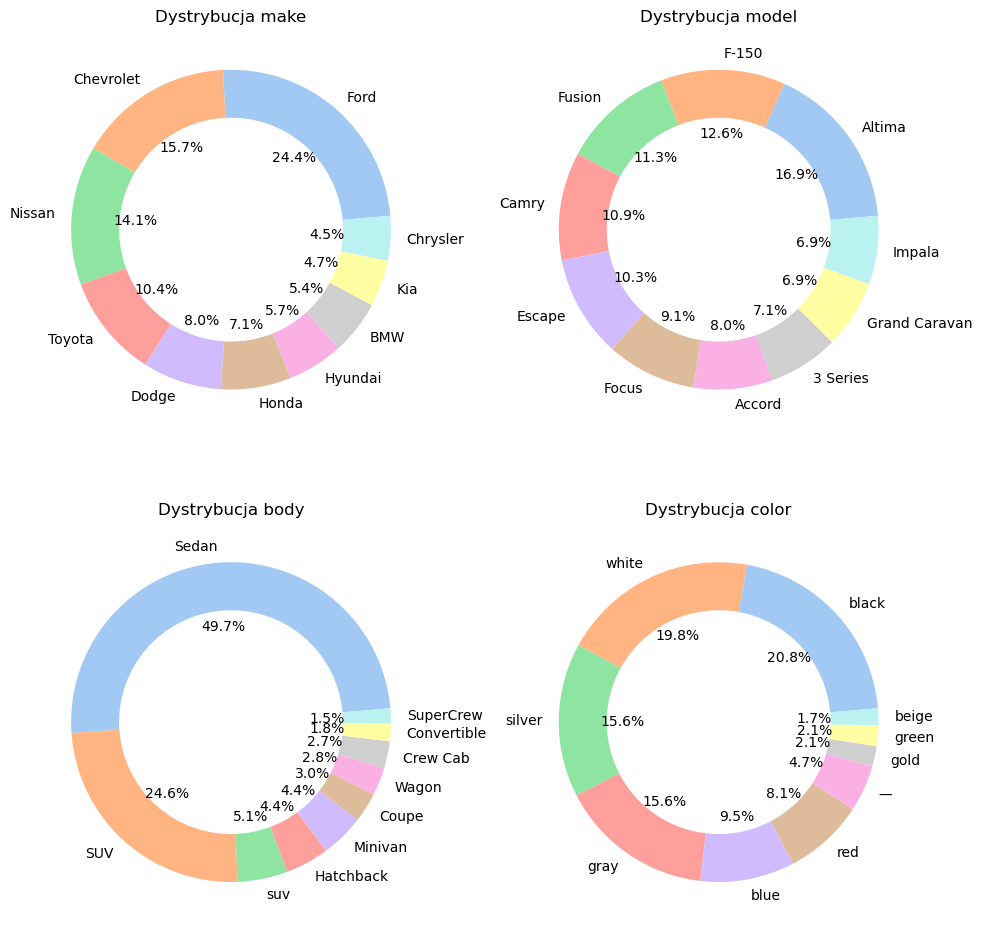 Dystrybucja make
Ford
24.4%
Chevrolet
15.7%
Nissan
14.1%
Toyota
10.4%
Dodge
8.0%
Honda
7.1%
Hyundai
5.7%
BMW
5.4%
Kia
4.7%
Chrysler
4.5%
Dystrybucja model
Altima
16.9%
F-150
12.6%
Fusion
11.3%
Camry
10.9%
Escape
10.3%
Focus
9.1%
Accord
8.0%
3 Series
7.1%
Grand Caravan
6.9%
Impala
6.9%
Dystrybucja body
Sedan
49.7%
SUV
24.6%
suv
5.1%
Hatchback
4.4%
Minivan
4.4%
Coupe
3.0%
Wagon
2.8%
Crew Cab
2.7%
Convertible
1.8%
SuperCrew
1.5%
Dystrybucja color
black
20.8%
white
19.8%
silver
15.6%
gray
15.6%
blue
9.5%
red
8.1%
—
4.7%
gold
2.1%
green
2.1%
beige
1.7%